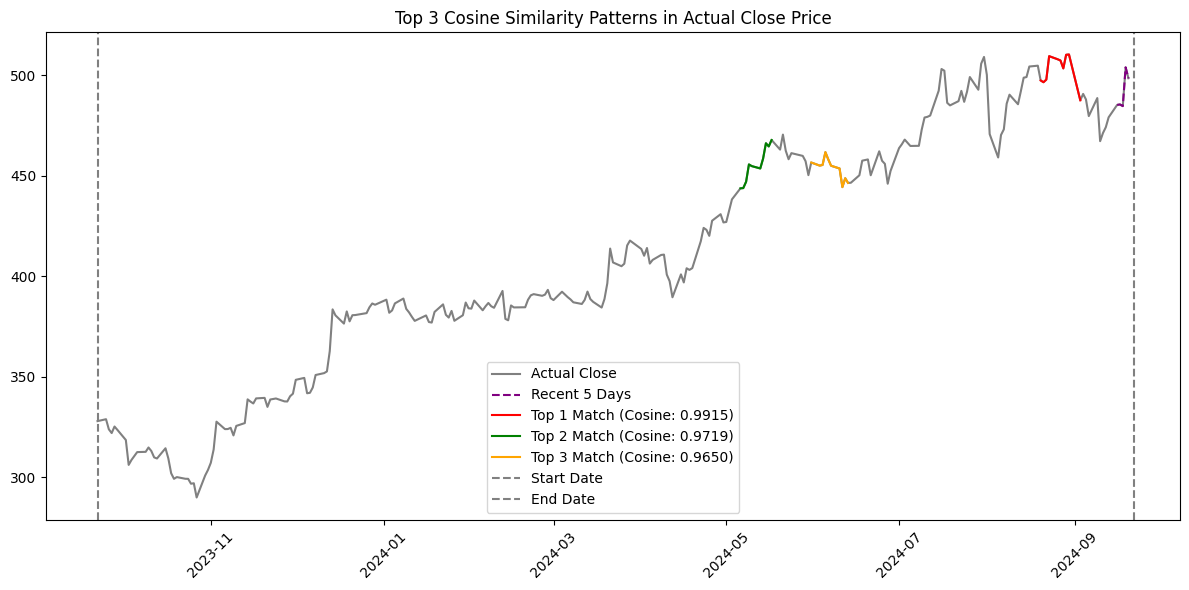 Top 3 Cosine Similarity Patterns in Actual Close Price
500
450
400
350
300
Actual Close
Recent 5 Days
Top 1 Match (Cosine: 0.9915)
Top 2 Match (Cosine: 0.9719)
Top 3 Match (Cosine: 0.9650)
Start Date
End Date
2023-11
2024-01
2024-03
2024-05
2024-07
2024-09